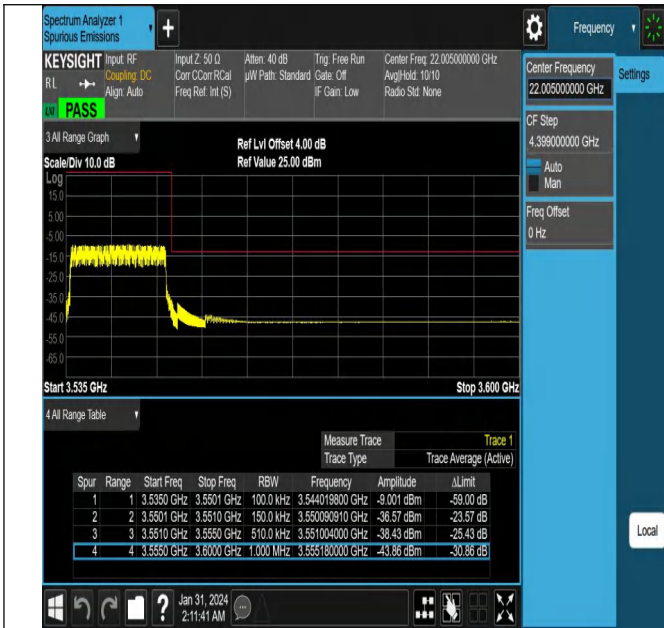 Spectrum Analyzer 1
Spurious Emissions
+
Frequency
KEYSIGHT Input: RF Input Z: 50 Ω Atten: 40 dB Trig: Free Run Center Freq: 22.005000000 GHz
RL Coupling: DC Corr CCorr RCal µW Path: Standard Gate: Off Avg|Hold: 10/10
Align: Auto Freq Ref: Int (S) IF Gain: Low Radio Std: None
PASS
Center Frequency
22.005000000 GHz
Settings
CF Step
4.399000000 GHz
Auto
Man
Freq Offset
0 Hz
3 All Range Graph
Ref Lvl Offset 4.00 dB
Scale/Div 10.0 dB Ref Value 25.00 dBm
Log
15.0
5.00
-5.00
-15.0
-25.0
-35.0
-45.0
-55.0
-65.0
Start 3.535 GHz Stop 3.600 GHz
4 All Range Table
Measure Trace Trace 1
Trace Type Trace Average (Active)
Spur Range Start Freq Stop Freq RBW Frequency Amplitude ΔLimit
1 1 3.5350 GHz 3.5501 GHz 100.0 kHz 3.544019800 GHz -9.001 dBm -59.00 dB
2 2 3.5501 GHz 3.5510 GHz 150.0 kHz 3.550090910 GHz -36.57 dBm -23.57 dB
3 3 3.5510 GHz 3.5550 GHz 510.0 kHz 3.551004000 GHz -38.43 dBm -25.43 dB
4 4 3.5550 GHz 3.6000 GHz 1.000 MHz 3.555180000 GHz -43.86 dBm -30.86 dB
Local
? Jan 31, 2024
2:11:41 AM